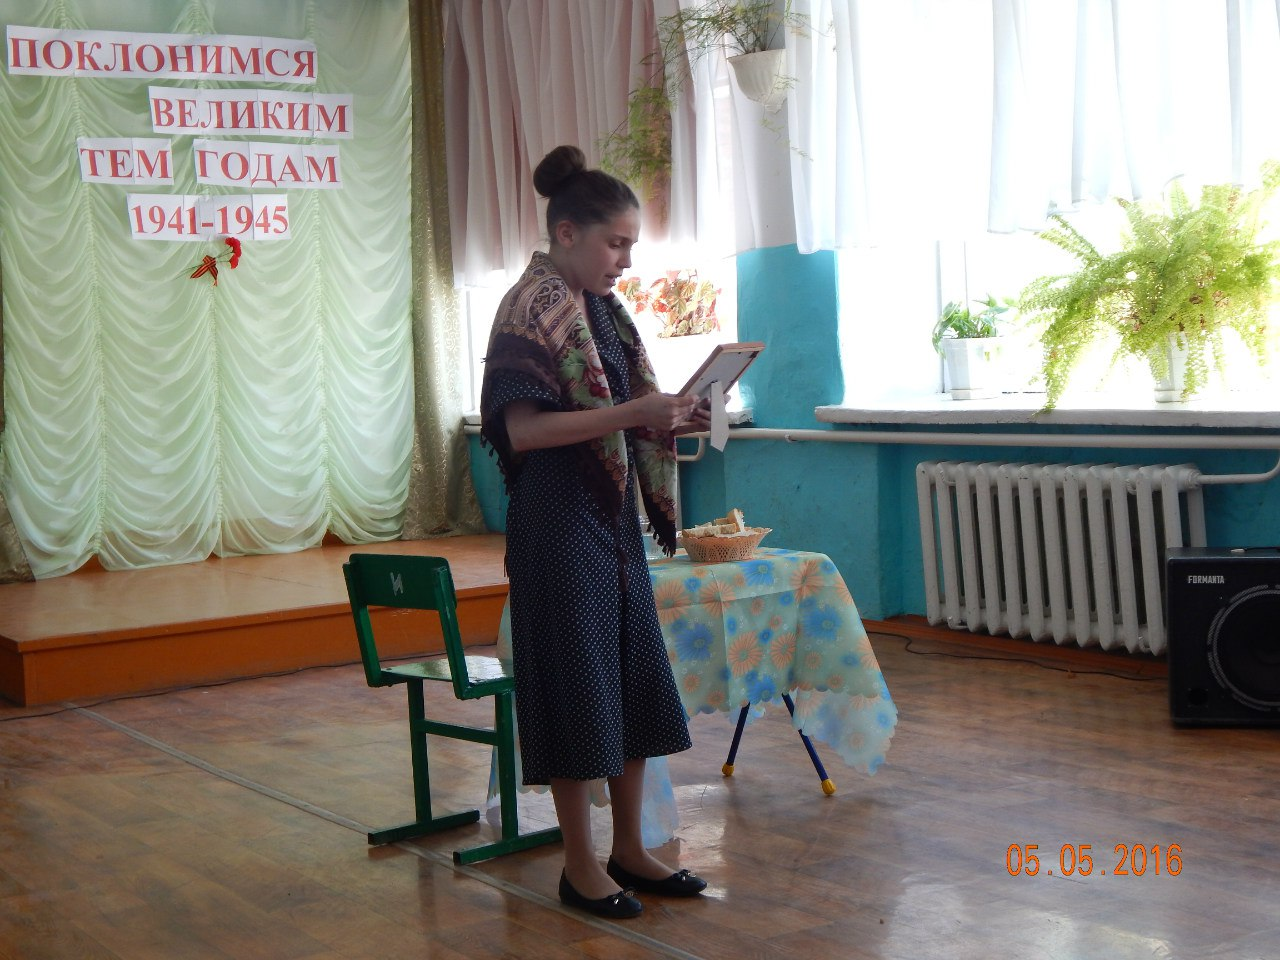 ПОКЛОНИМСЯ
ВЕЛИКИМ
ТЕМ ГОДАМ
1941-1945
FORMANTA
05.05.2016